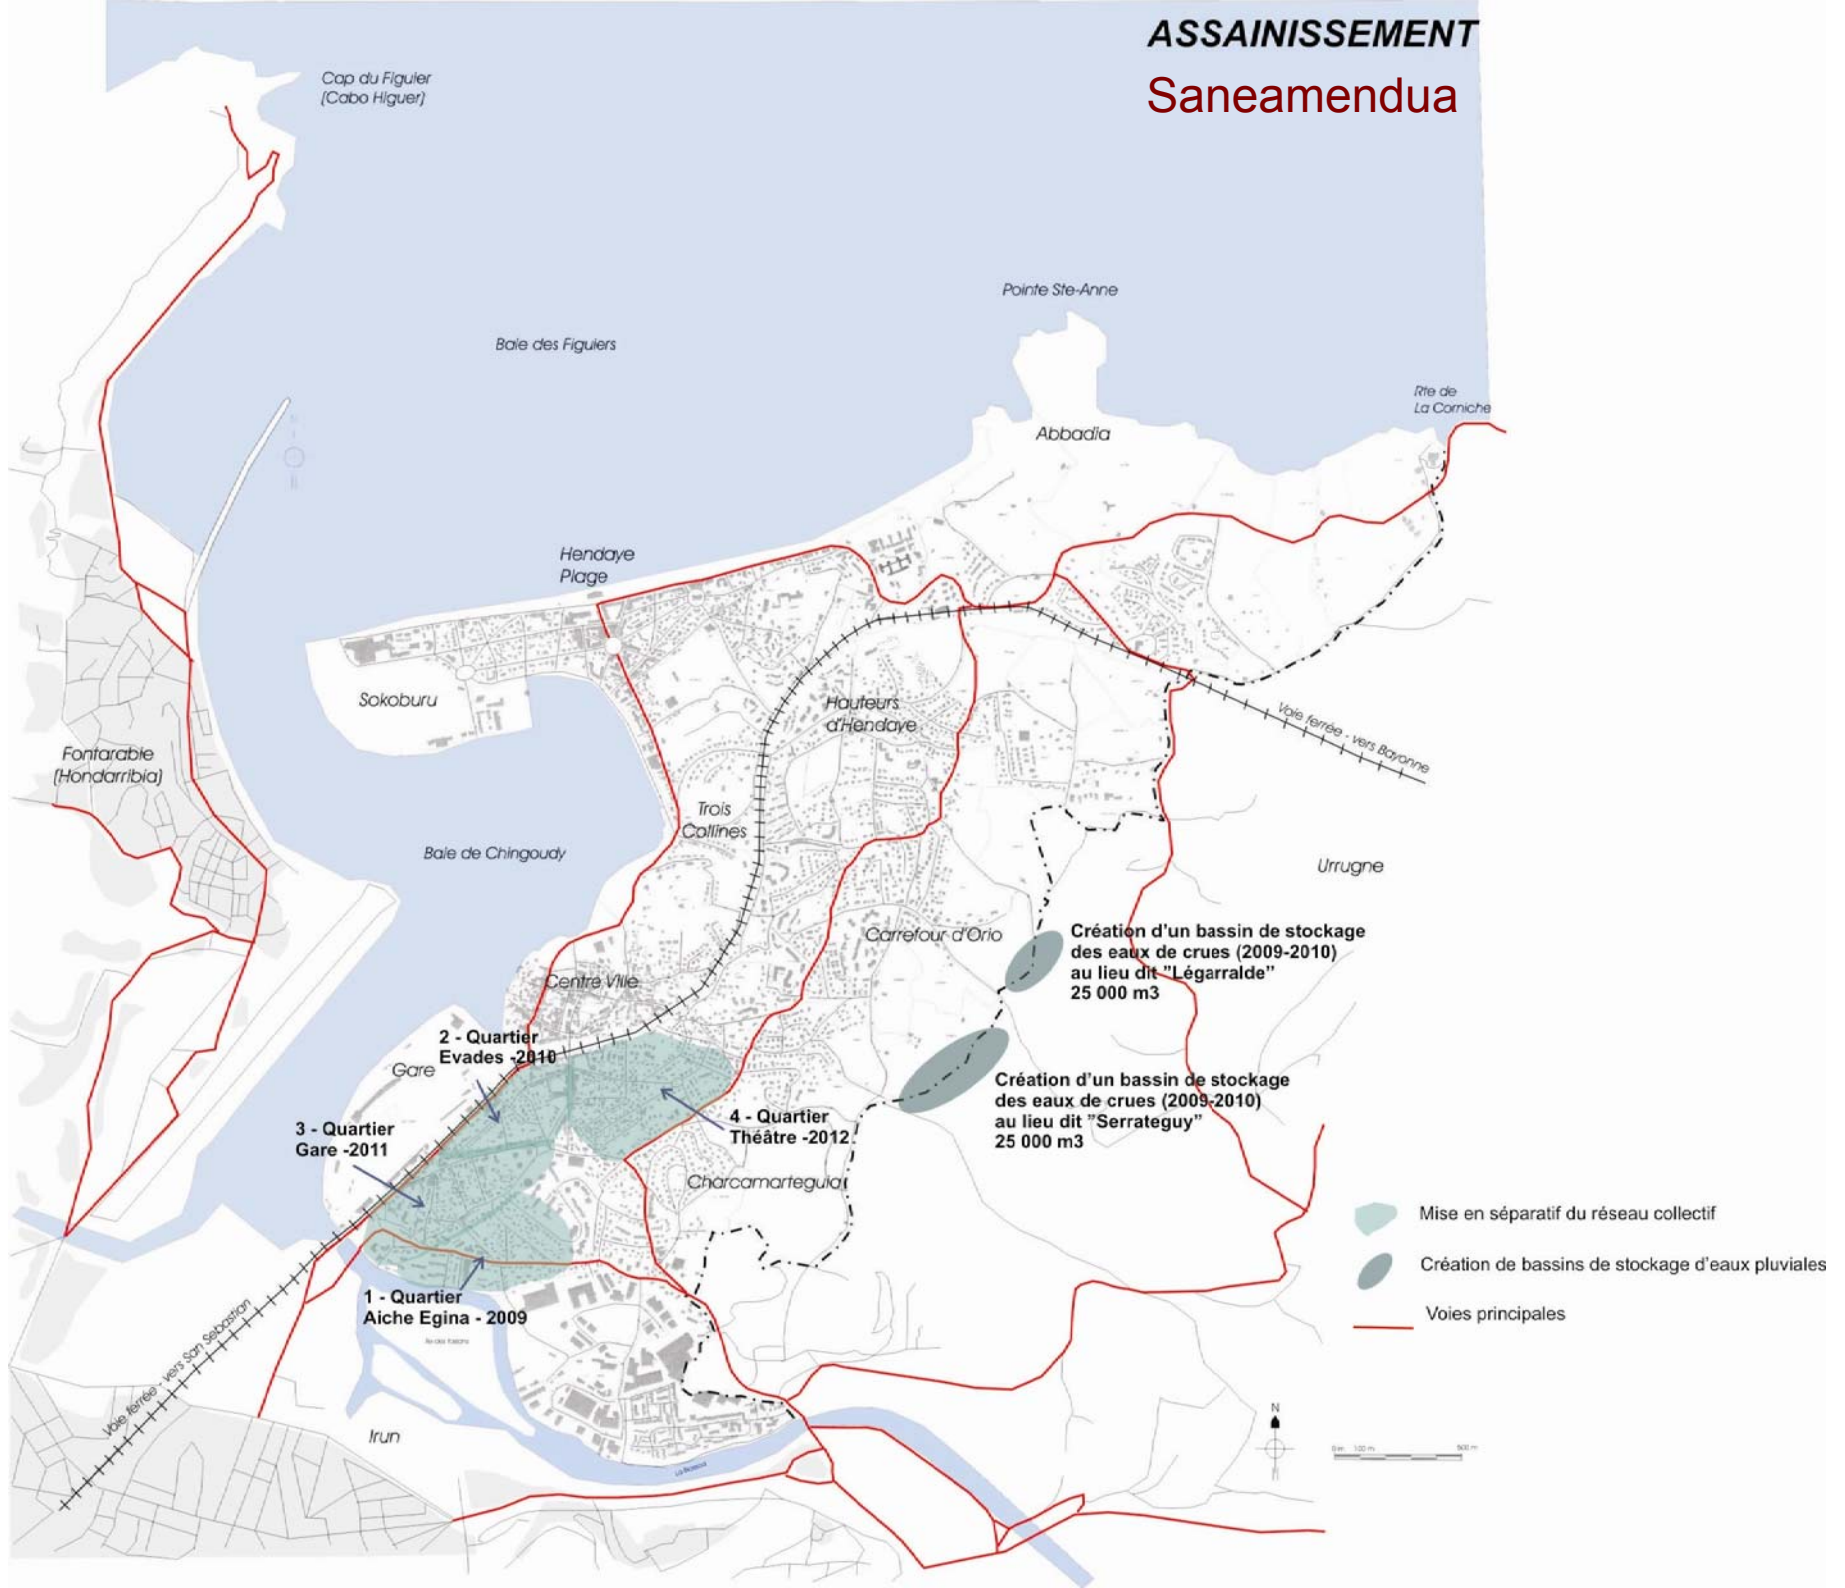 ASSAINISSEMENT
Saneamendua
Cap du Figuier
(Cabo Higuer)
Pointe Ste-Anne
Baie des Figuiers
Rte de
La Corniche
Abbadia
Hendaye
Plage
Sokoburu
Hauteurs
d'Hendaye
Voie ferrée - vers Bayonne
Fontarabie
(Hondarribia)
Trois
Collines
Baie de Chingoudy
Urrugne
Carrefour d'Orio
Création d'un bassin de stockage
des eaux de crues (2009-2010)
au lieu dit "Légarralde"
25 000 m3
Centre Ville
2 - Quartier
Evades -2010
Gare
Création d'un bassin de stockage
des eaux de crues (2009-2010)
au lieu dit "Serrateguy"
25 000 m3
4 - Quartier
Théâtre -2012
3 - Quartier
Gare -2011
Charcamarteguia
Mise en séparatif du réseau collectif
Création de bassins de stockage d'eaux pluviales
Voies principales
1 - Quartier
Aiche Egina - 2009
Voie ferrée - vers San Sebastian
Irun
N
0 m 100 m 500 m